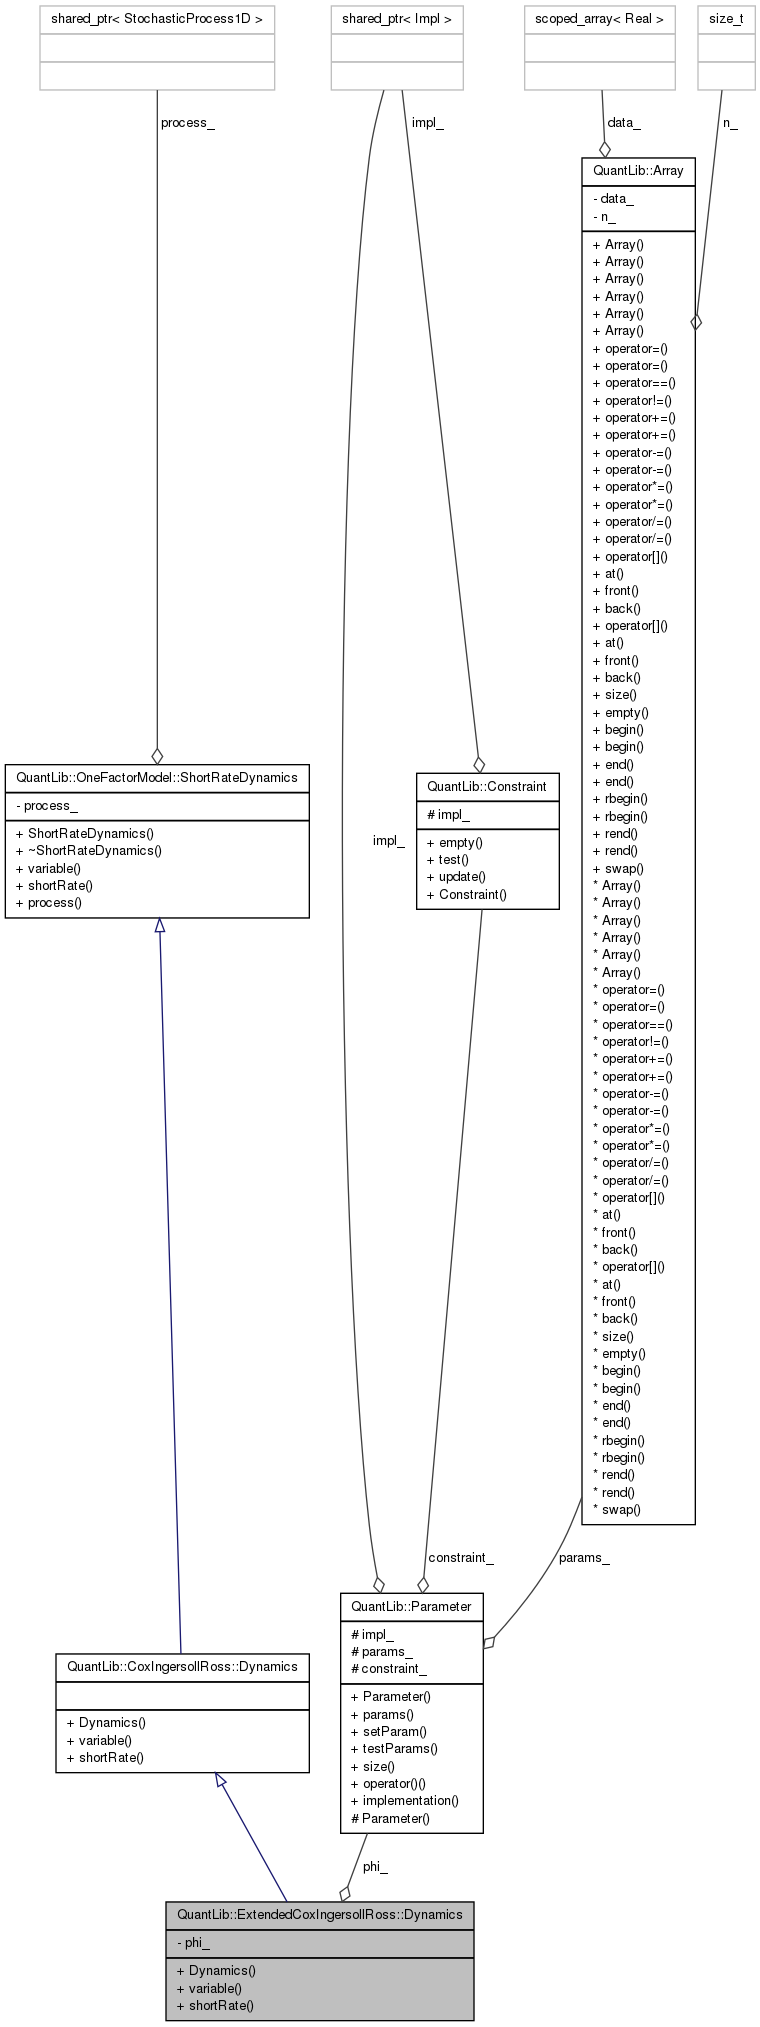 shared_ptr< StochasticProcess1D >
shared_ptr< Impl >
scoped_array< Real >
size_t
process_
impl_
data_
n_
QuantLib::Array
- data_
- n_
+ Array()
+ Array()
+ Array()
+ Array()
+ Array()
+ Array()
+ operator=()
+ operator=()
+ operator==()
+ operator!=()
+ operator+=()
+ operator+=()
+ operator-=()
+ operator-=()
+ operator*=()
+ operator*=()
+ operator/=()
+ operator/=()
+ operator[]()
+ at()
+ front()
+ back()
+ operator[]()
+ at()
+ front()
+ back()
+ size()
+ empty()
+ begin()
+ begin()
+ end()
+ end()
+ rbegin()
+ rbegin()
+ rend()
+ rend()
+ swap()
* Array()
* Array()
* Array()
* Array()
* Array()
* Array()
* operator=()
* operator=()
* operator==()
* operator!=()
* operator+=()
* operator+=()
* operator-=()
* operator-=()
* operator*=()
* operator*=()
* operator/=()
* operator/=()
* operator[]()
* at()
* front()
* back()
* operator[]()
* at()
* front()
* back()
* size()
* empty()
* begin()
* begin()
* end()
* end()
* rbegin()
* rbegin()
* rend()
* rend()
* swap()
QuantLib::OneFactorModel::ShortRateDynamics
- process_
+ ShortRateDynamics()
+ ~ShortRateDynamics()
+ variable()
+ shortRate()
+ process()
impl_
QuantLib::Constraint
# impl_
+ empty()
+ test()
+ update()
+ Constraint()
constraint_
params_
QuantLib::Parameter
# impl_
# params_
# constraint_
+ Parameter()
+ params()
+ setParam()
+ testParams()
+ size()
+ operator()()
+ implementation()
# Parameter()
QuantLib::CoxIngersollRoss::Dynamics
+ Dynamics()
+ variable()
+ shortRate()
phi_
QuantLib::ExtendedCoxIngersollRoss::Dynamics
- phi_
+ Dynamics()
+ variable()
+ shortRate()